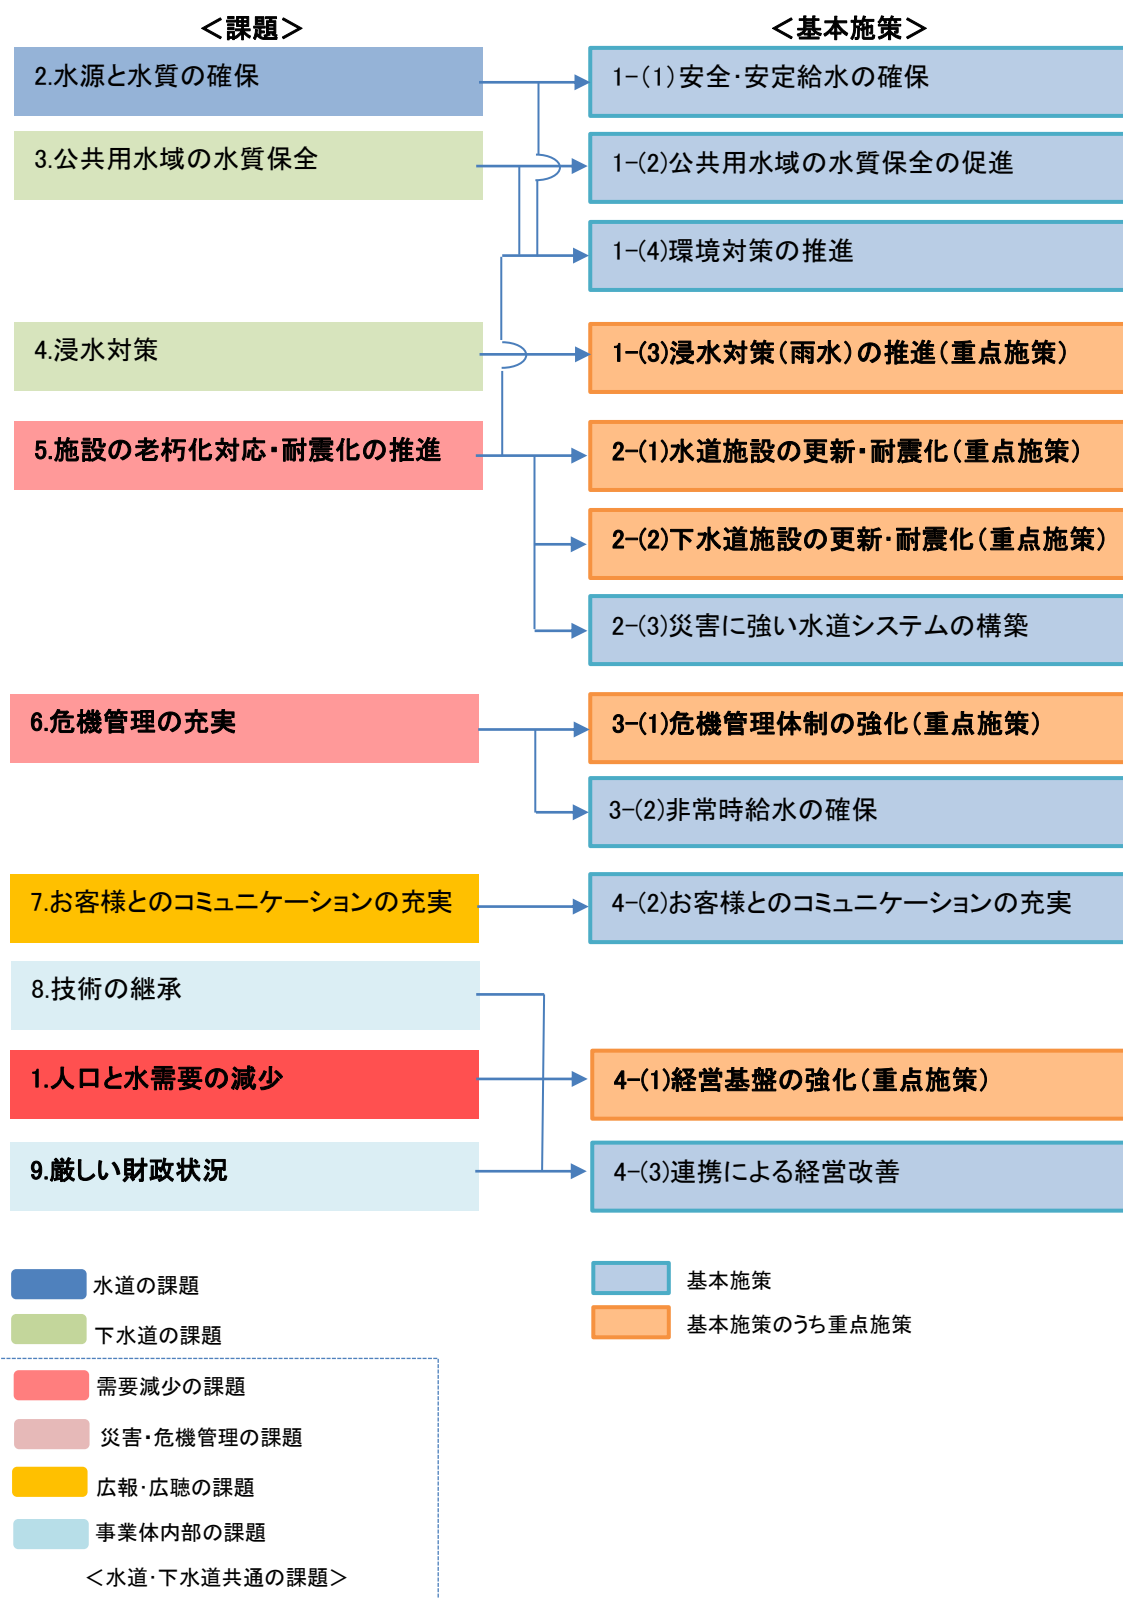 ＜課題＞
＜基本施策＞
2.水源と水質の確保
1-(1)安全・安定給水の確保
3.公共用水域の水質保全
1-(2)公共用水域の水質保全の促進
1-(4)環境対策の推進
4.浸水対策
1-(3)浸水対策(雨水)の推進(重点施策)
5.施設の老朽化対応・耐震化の推進
2-(1)水道施設の更新・耐震化(重点施策)
2-(2)下水道施設の更新・耐震化(重点施策)
2-(3)災害に強い水道システムの構築
6.危機管理の充実
3-(1)危機管理体制の強化(重点施策)
3-(2)非常時給水の確保
7.お客様とのコミュニケーションの充実
4-(2)お客様とのコミュニケーションの充実
8.技術の継承
1.人口と水需要の減少
4-(1)経営基盤の強化(重点施策)
9.厳しい財政状況
4-(3)連携による経営改善
水道の課題
下水道の課題
需要減少の課題
災害・危機管理の課題
広報・広聴の課題
事業体内部の課題
＜水道・下水道共通の課題＞
基本施策
基本施策のうち重点施策